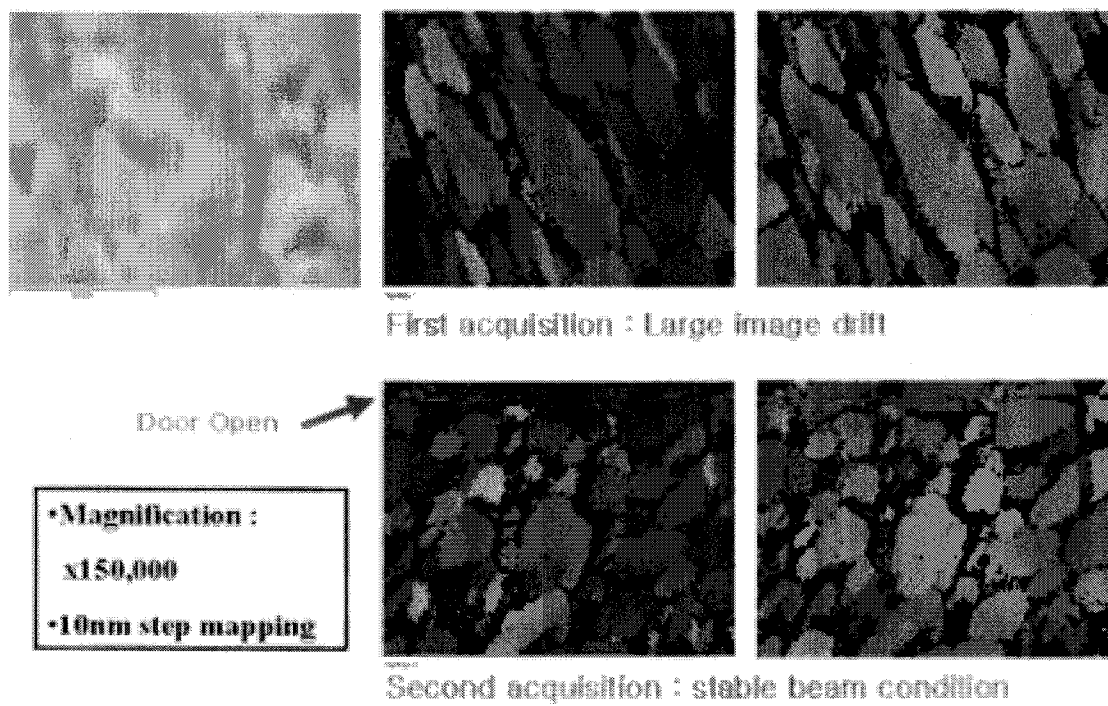 First acquisition : Large image drift
Door Open
•Magnification :
x150,000
•10nm step mapping
Second acquisition : stable beam condition